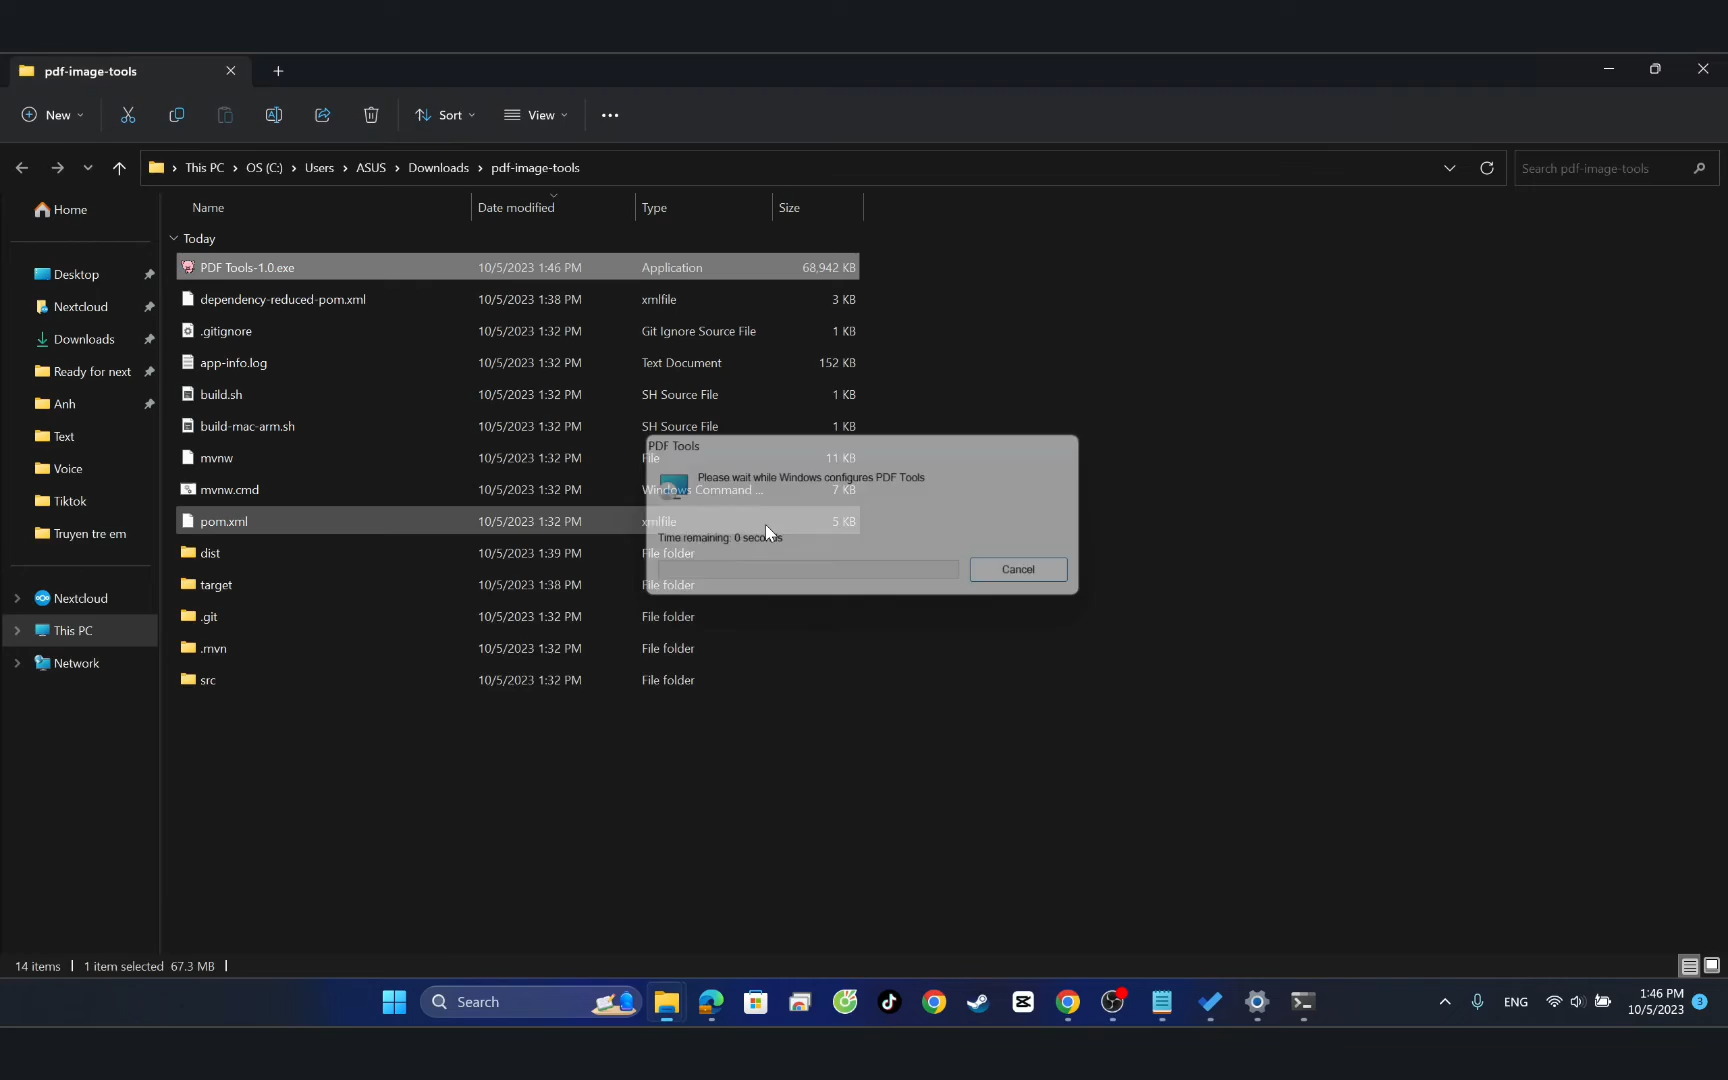 pdf-image-tools
New
Sort
View
This PC
OS (C:)
Users
ASUS
Downloads
pdf-image-tools
Search pdf-image-tools
Home
Desktop
Nextcloud
Downloads
Ready for next
Anh
Text
Voice
Tiktok
Truyen tre em
Nextcloud
This PC
Network
Name Date modified Type Size
Today
PDF Tools-1.0.exe 10/5/2023 1:46 PM Application 68,942 KB
dependency-reduced-pom.xml 10/5/2023 1:38 PM xmlfile 3 KB
.gitignore 10/5/2023 1:32 PM Git Ignore Source File 1 KB
app-info.log 10/5/2023 1:32 PM Text Document 152 KB
build.sh 10/5/2023 1:32 PM SH Source File 1 KB
build-mac-arm.sh 10/5/2023 1:32 PM SH Source File 1 KB
mvnw 10/5/2023 1:32 PM File 11 KB
mvnw.cmd 10/5/2023 1:32 PM Windows Command ... 7 KB
pom.xml 10/5/2023 1:32 PM xmlfile 5 KB
dist 10/5/2023 1:39 PM File folder
target 10/5/2023 1:38 PM File folder
.git 10/5/2023 1:32 PM File folder
.mvn 10/5/2023 1:32 PM File folder
src 10/5/2023 1:32 PM File folder
PDF Tools
Please wait while Windows configures PDF Tools
Time remaining: 0 seconds
Cancel
14 items 1 item selected 67.3 MB
Search
ENG
1:46 PM
10/5/2023
3